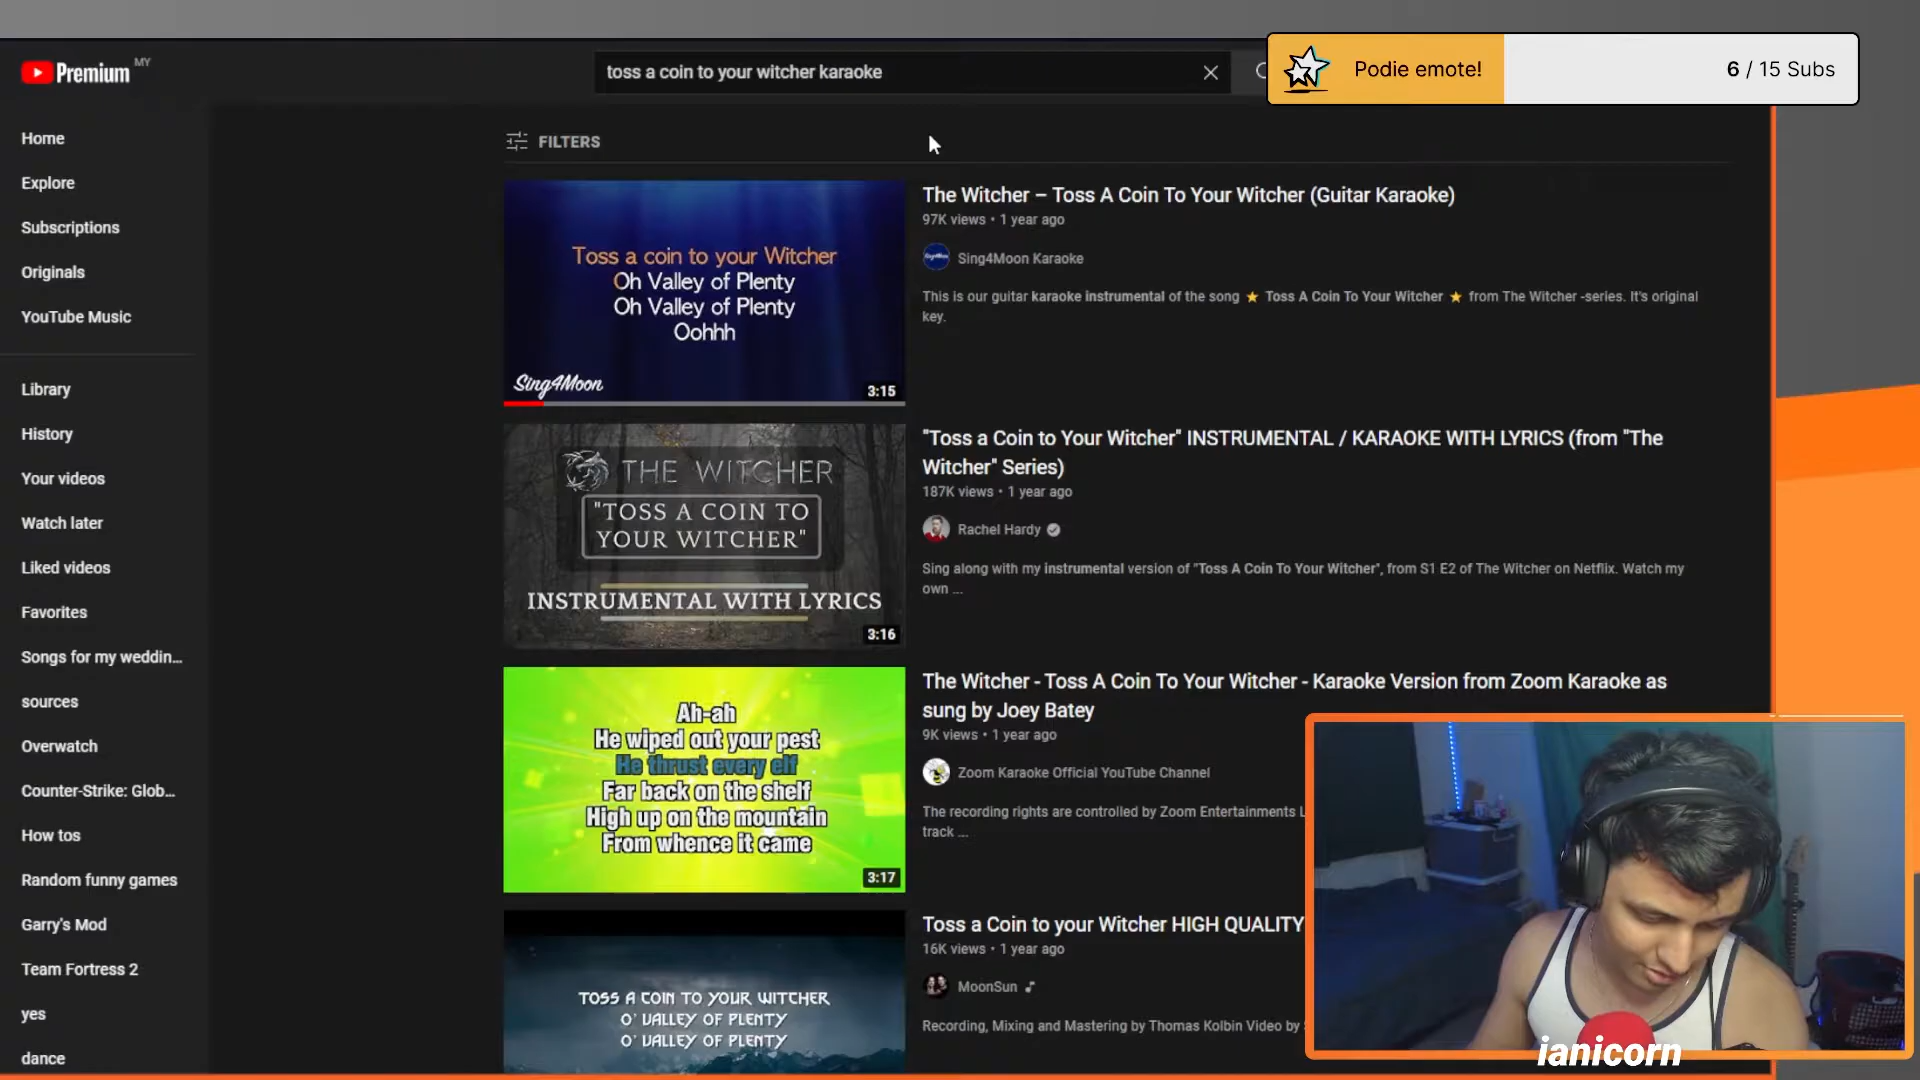 Premium MY
toss a coin to your witcher karaoke
Podie emote!
6 / 15 Subs
Home
Explore
Subscriptions
Originals
YouTube Music
Library
History
Your videos
Watch later
Liked videos
Favorites
Songs for my weddin...
sources
Overwatch
Counter-Strike: Glob...
How tos
Random funny games
Garry's Mod
Team Fortress 2
yes
dance
FILTERS
Toss a coin to your Witcher
Oh Valley of Plenty
Oh Valley of Plenty
Oohhh
Sing4Moon
3:15
The Witcher – Toss A Coin To Your Witcher (Guitar Karaoke)
97K views • 1 year ago
Sing4Moon Karaoke
This is our guitar karaoke instrumental of the song ⭐ Toss A Coin To Your Witcher ⭐ from The Witcher -series. It's original
key.
THE WITCHER
"TOSS A COIN TO
YOUR WITCHER"
INSTRUMENTAL WITH LYRICS
3:16
"Toss a Coin to Your Witcher" INSTRUMENTAL / KARAOKE WITH LYRICS (from "The
Witcher" Series)
187K views • 1 year ago
Rachel Hardy
Sing along with my instrumental version of "Toss A Coin To Your Witcher", from S1 E2 of The Witcher on Netflix. Watch my
own ...
Ah-ah
He wiped out your pest
He thrust every elf
Far back on the shelf
High up on the mountain
From whence it came
3:17
The Witcher - Toss A Coin To Your Witcher - Karaoke Version from Zoom Karaoke as
sung by Joey Batey
9K views • 1 year ago
Zoom Karaoke Official YouTube Channel
The recording rights are controlled by Zoom Entertainments
track ...
TOSS A COIN TO YOUR WITCHER
O' VALLEY OF PLENTY
O' VALLEY OF PLENTY
Toss a Coin to your Witcher HIGH QUALITY
16K views • 1 year ago
MoonSun
Recording, Mixing and Mastering by Thomas Kolbin Video by
ianicorn